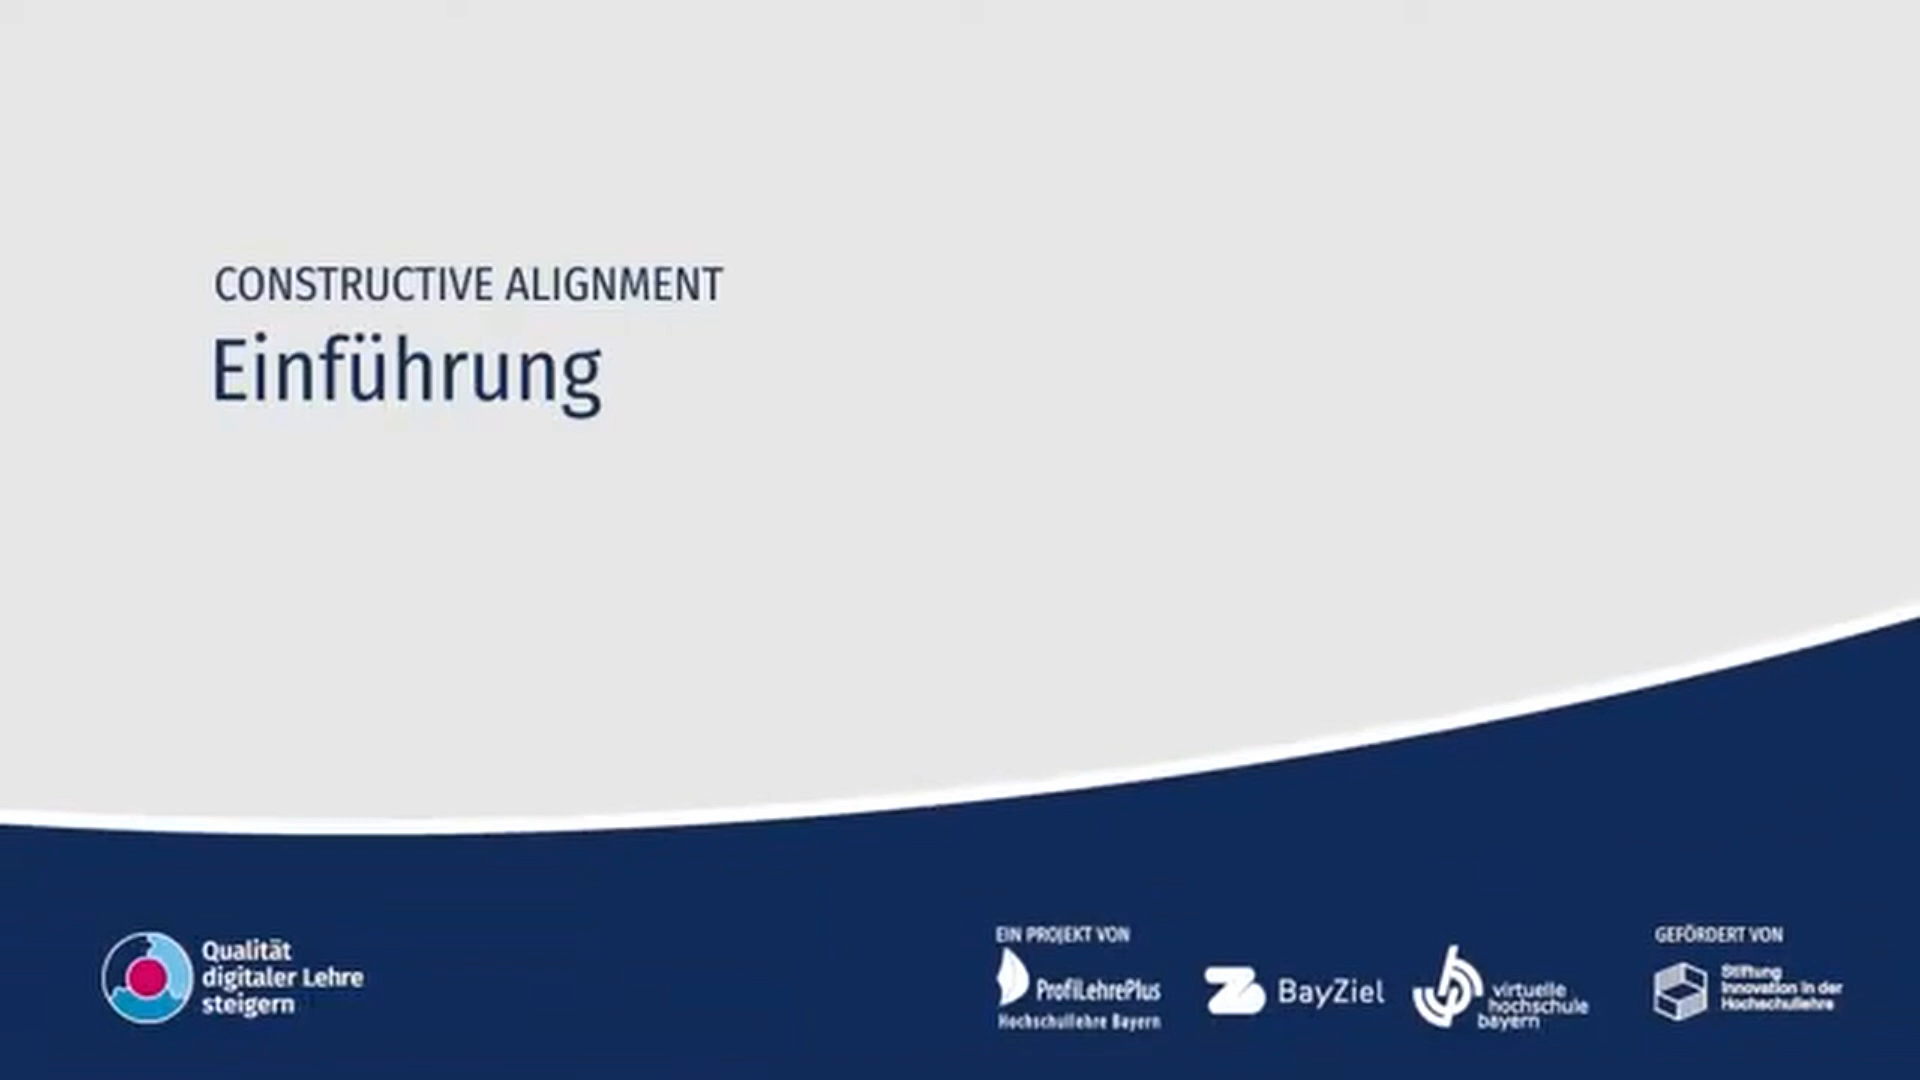 CONSTRUCTIVE ALIGNMENT
Einführung
Qualität
digitaler Lehre
steigern
EIN PROJEKT VON
ProfiLehrePlus
Hochschullehre Bayern
BayZiel
virtuelle
hochschule
bayern
GEFÖRDERT VON
Stiftung
Innovation in der
Hochschullehre